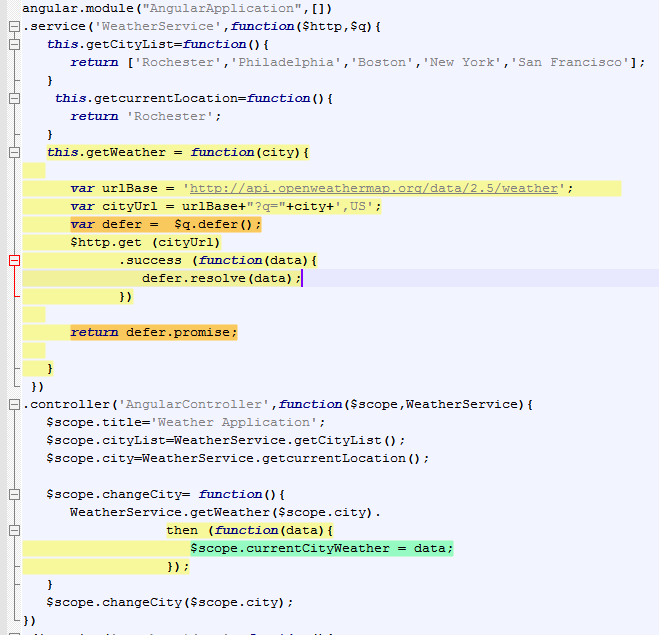 angular.module("AngularApplication",[])
.service('WeatherService',function($http,$q){
this.getCityList=function(){
return ['Rochester','Philadelphia','Boston','New York','San Francisco'];
}
this.getcurrentLocation=function(){
return 'Rochester';
}
this.getWeather = function(city){
var urlBase = 'http://api.openweathermap.org/data/2.5/weather';
var cityUrl = urlBase+"?q="+city+',US';
var defer =  $q.defer();
$http.get (cityUrl)
.success (function(data){
defer.resolve(data);
})
return defer.promise;
}
})
.controller('AngularController',function($scope,WeatherService){
$scope.title='Weather Application';
$scope.cityList=WeatherService.getCityList();
$scope.city=WeatherService.getcurrentLocation();
$scope.changeCity= function(){
WeatherService.getWeather($scope.city).
then (function(data){
$scope.currentCityWeather = data;
});
}
$scope.changeCity($scope.city);
})